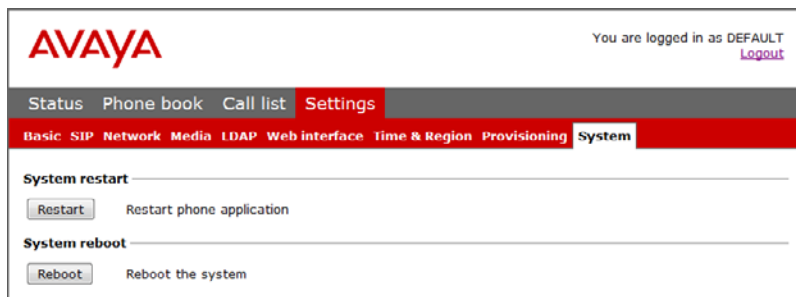 AVAYA
You are logged in as DEFAULT
Logout
Status Phone book Call list Settings
Basic SIP Network Media LDAP Web interface Time & Region Provisioning System
System restart
Restart Restart phone application
System reboot
Reboot Reboot the system